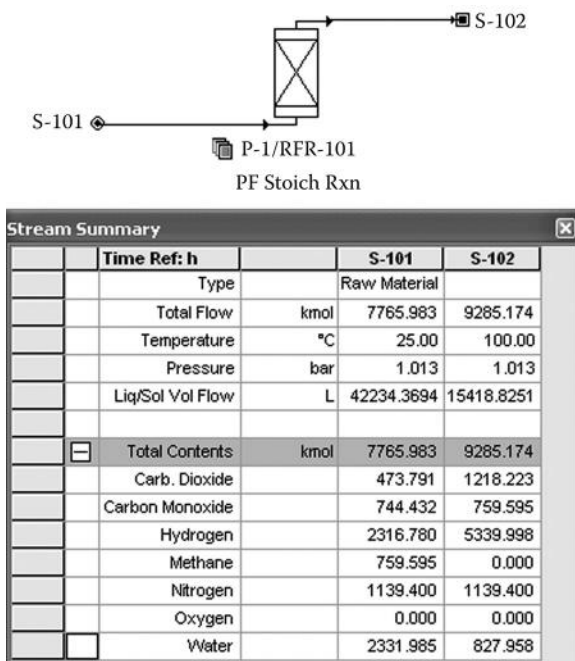 S-102
S-101
P-1/RFR-101
PF Stoich Rxn
Stream Summary
Time Ref: h S-101 S-102
Type Raw Material
Total Flow kmol 7765.983 9285.174
Temperature °C 25.00 100.00
Pressure bar 1.013 1.013
Liq/Sol Vol Flow L 42234.3694 15418.8251
Total Contents kmol 7765.983 9285.174
Carb. Dioxide 473.791 1218.223
Carbon Monoxide 744.432 759.595
Hydrogen 2316.780 5339.998
Methane 759.595 0.000
Nitrogen 1139.400 1139.400
Oxygen 0.000 0.000
Water 2331.985 827.958